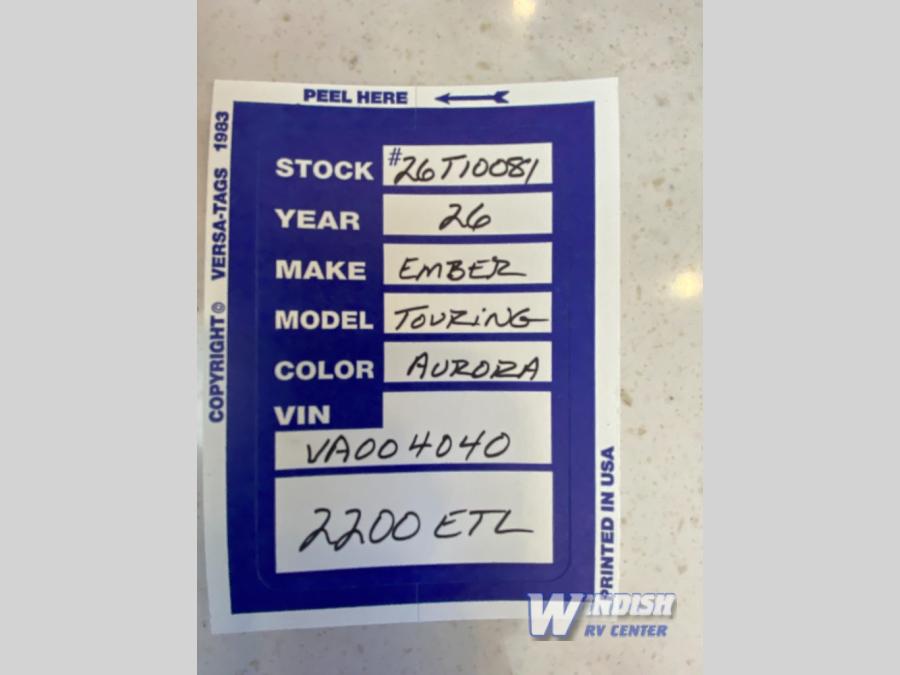 PEEL HERE
COPYRIGHT © VERSA-TAGS 1983
STOCK #26T10081
YEAR 26
MAKE EMBER
MODEL TOURING
COLOR AURORA
VIN
VA004040
2200 ETL
PRINTED IN USA
WINDISH
RV CENTER